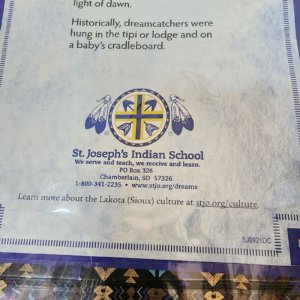 light of dawn.
Historically, dreamcatchers were
hung in the tipi or lodge and on
a baby's cradleboard.
St. Joseph's Indian School
We serve and teach, we receive and learn.
PO Box 326
Chamberlain, SD 57326
1-800-341-2235 • www.stjo.org/dreams
Learn more about the Lakota (Sioux) culture at stjo.org/culture.
SJ0921DC